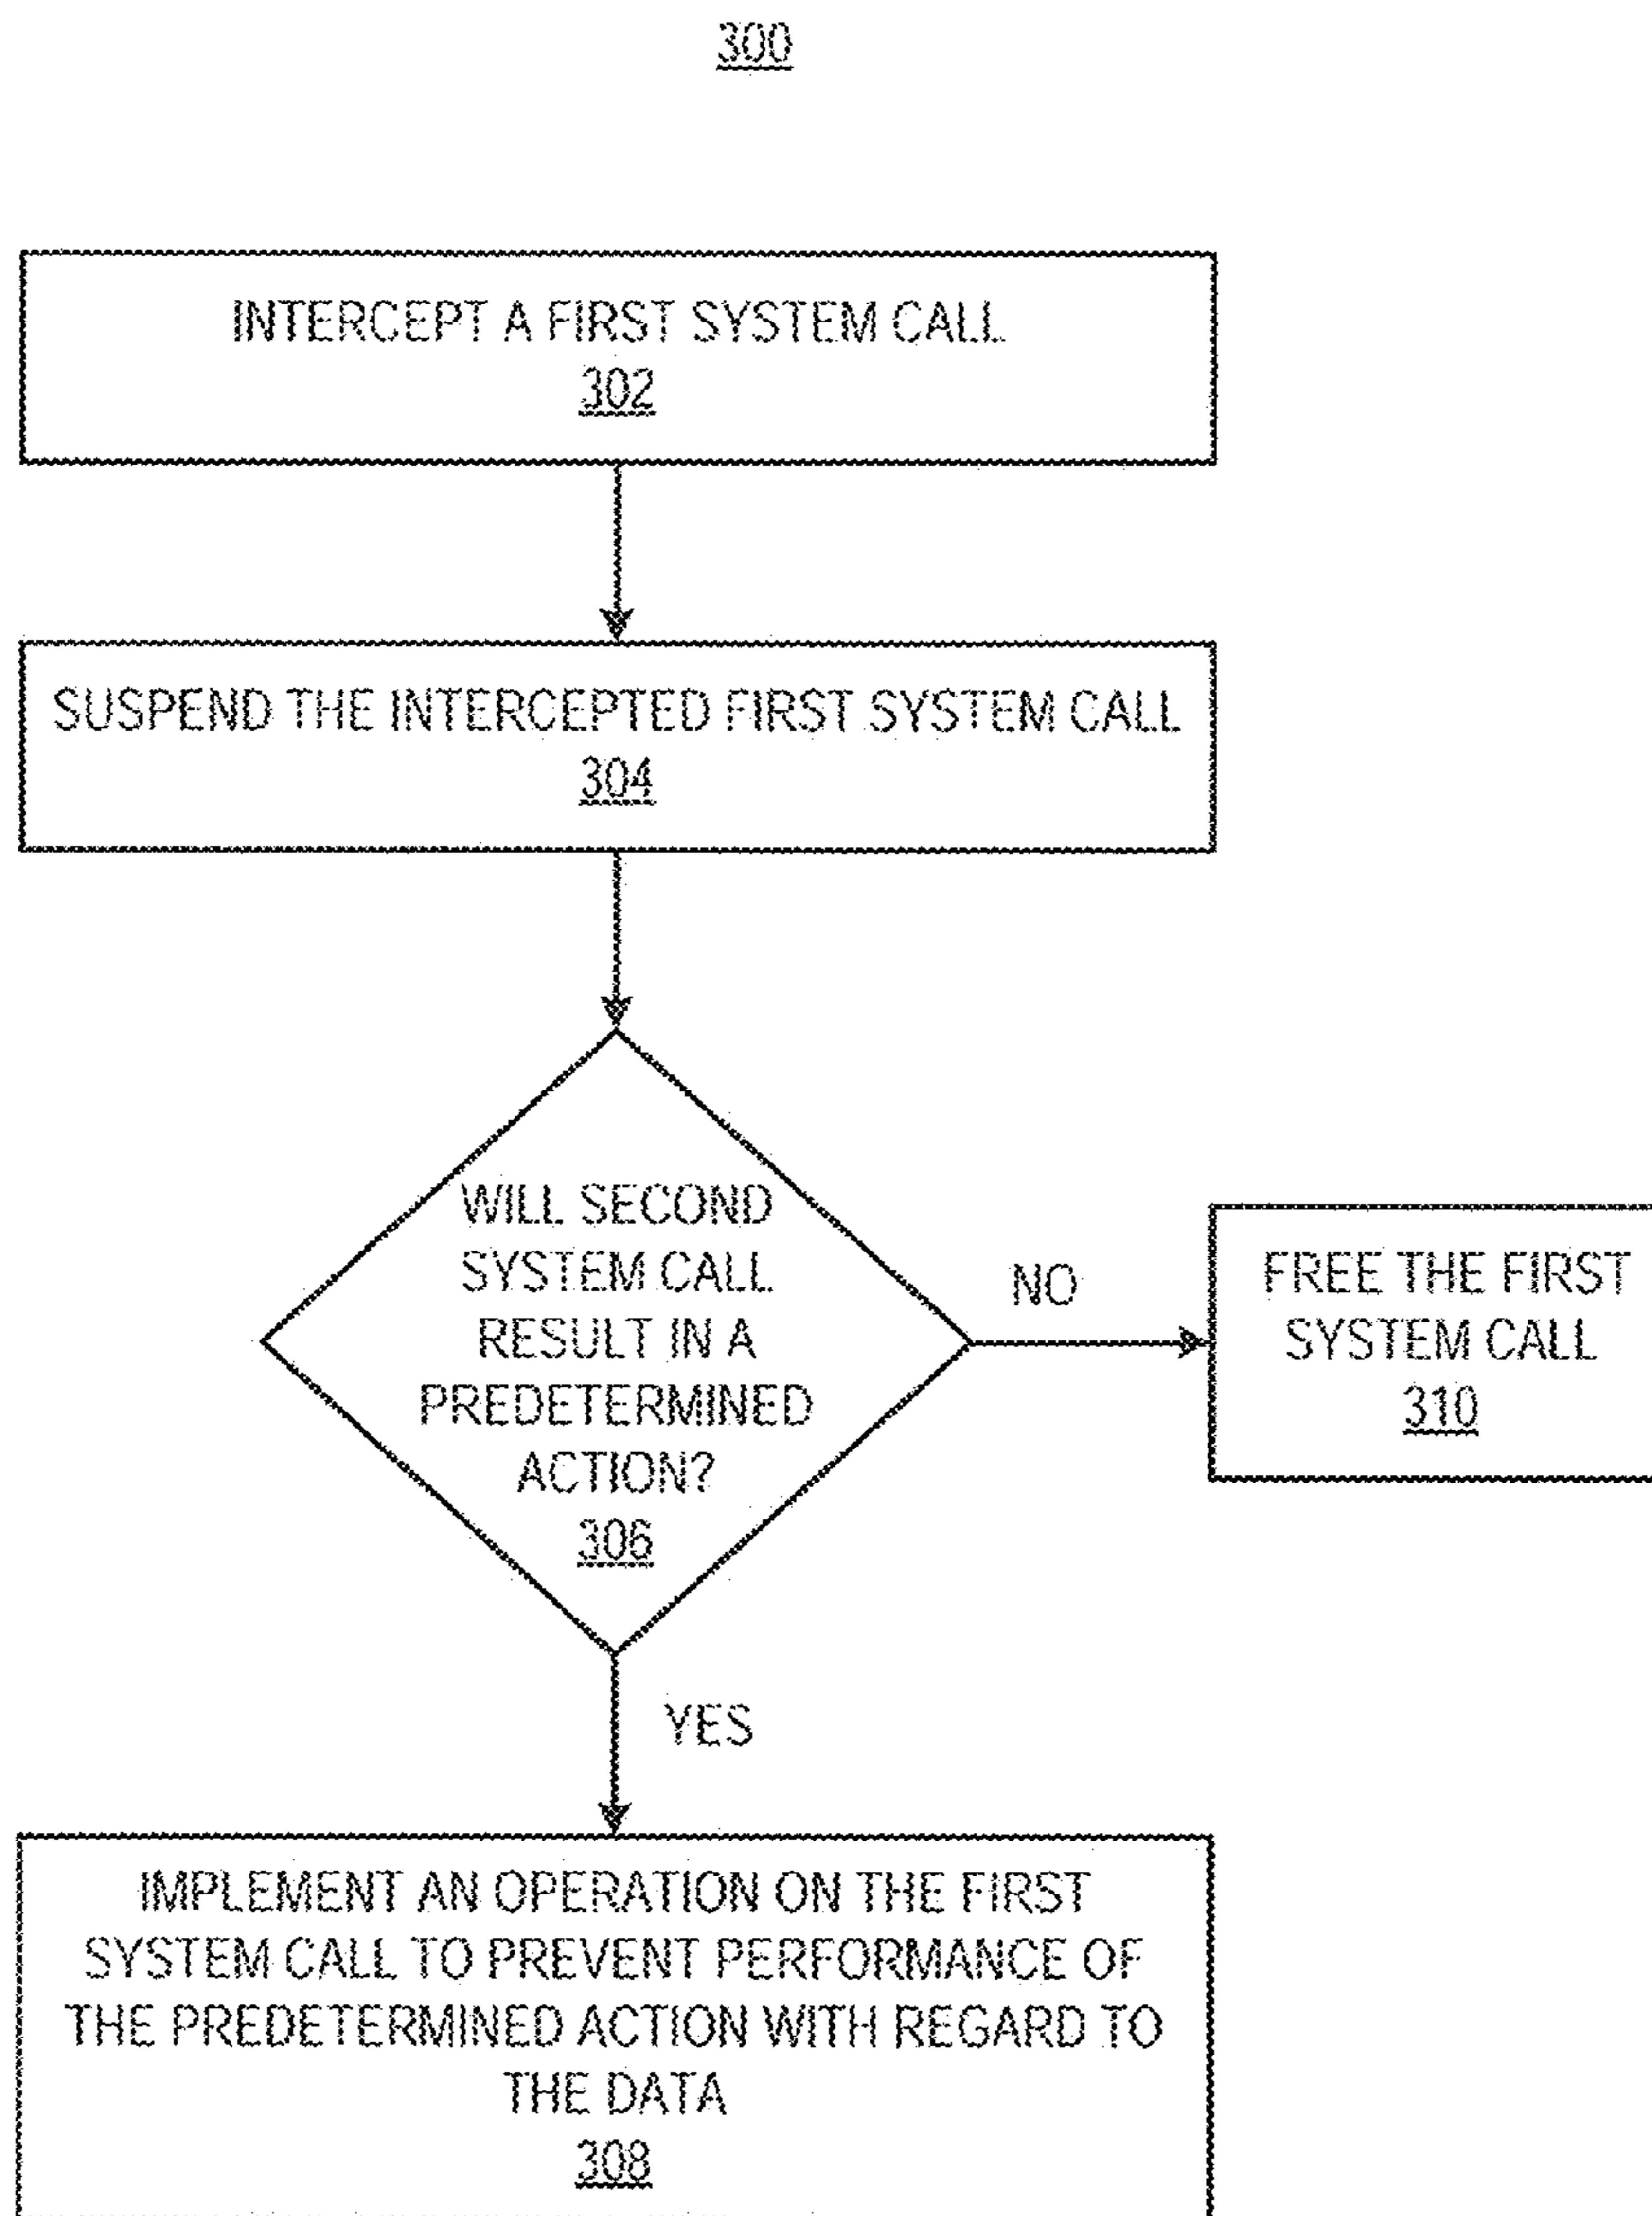 300
INTERCEPT A FIRST SYSTEM CALL
302
SUSPEND THE INTERCEPTED FIRST SYSTEM CALL
304
WILL SECOND
SYSTEM CALL
RESULT IN A
PREDETERMINED
ACTION?
306
NO
FREE THE FIRST
SYSTEM CALL
310
YES
IMPLEMENT AN OPERATION ON THE FIRST
SYSTEM CALL TO PREVENT PERFORMANCE OF
THE PREDETERMINED ACTION WITH REGARD TO
THE DATA
308